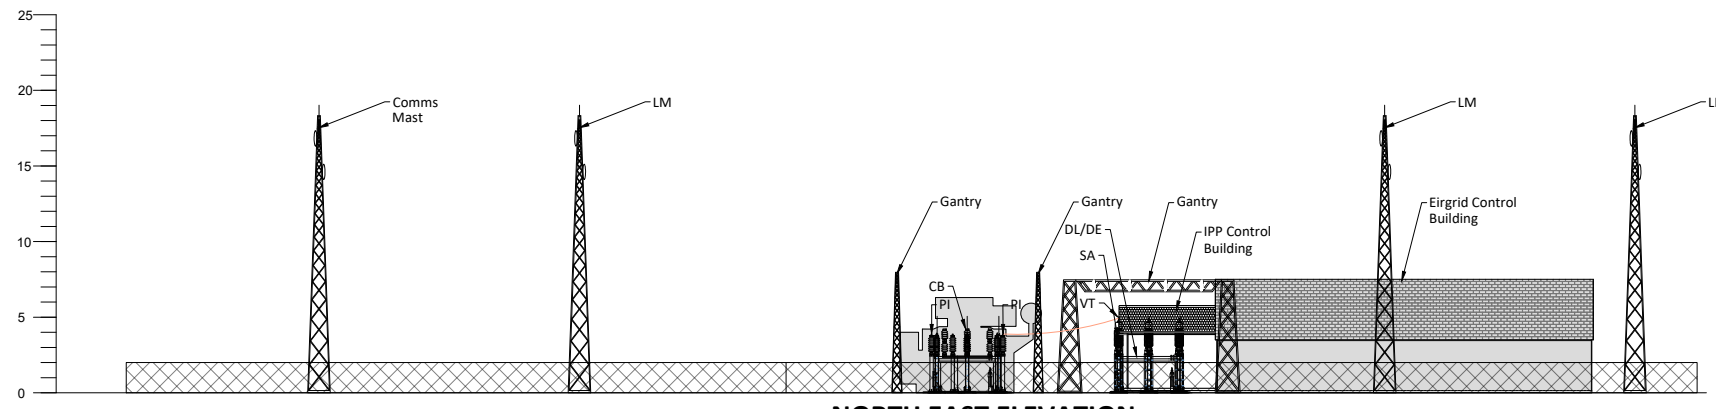 25
20
15
10
5
0
Comms
Mast
LM
LM
Gantry
Gantry
Gantry
DL/DE
IPP Control
Building
SA
Eirgrid Control
Building
CB
PI
PI
VT